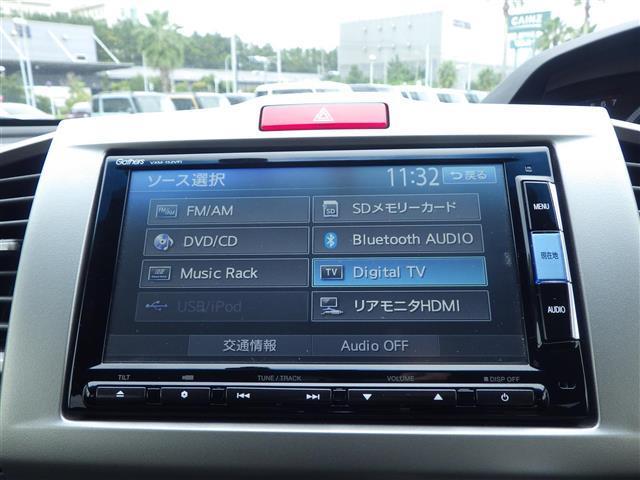 CAINZ
Gathers
ソース選択
11:32
戻る
FM/AM
SDメモリーカード
DVD/CD
Bluetooth AUDIO
Music Rack
TV
Digital TV
USB/iPod
リアモニタHDMI
交通情報
Audio OFF
MENU
現在地
AUDIO
TILT
TUNE / TRACK
VOLUME
DISP OFF